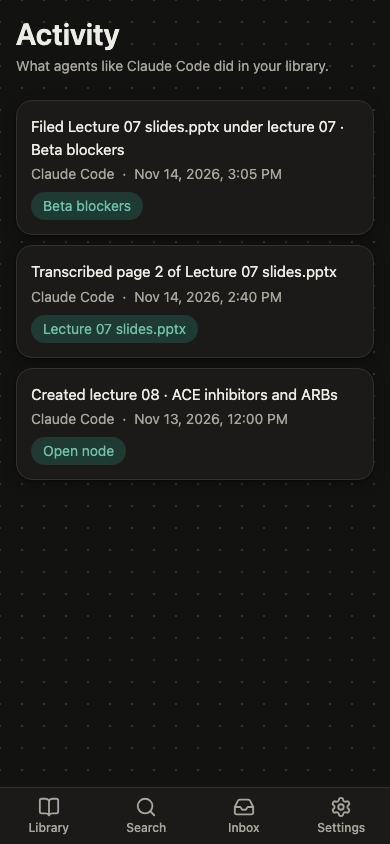 Activity
What agents like Claude Code did in your library.
Filed Lecture 07 slides.pptx under lecture 07 ·
Beta blockers
Claude Code · Nov 14, 2026, 3:05 PM
Beta blockers
Transcribed page 2 of Lecture 07 slides.pptx
Claude Code · Nov 14, 2026, 2:40 PM
Lecture 07 slides.pptx
Created lecture 08 · ACE inhibitors and ARBs
Claude Code · Nov 13, 2026, 12:00 PM
Open node
Library Search Inbox Settings